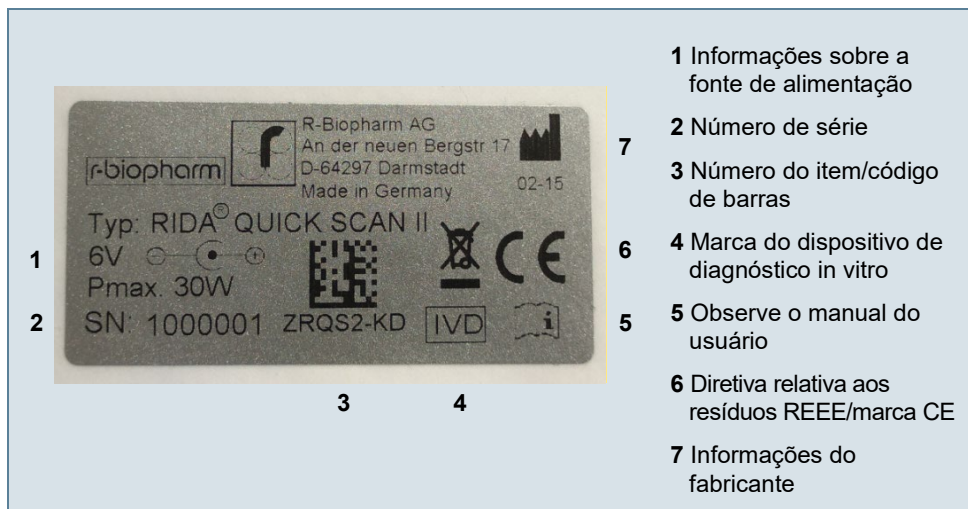 r-biopharm
R-Biopharm AG
An der neuen Bergstr 17
D-64297 Darmstadt
Made in Germany
02-15
Typ: RIDA® QUICK SCAN II
6V
Pmax. 30W
SN: 1000001 ZRQS2-KD IVD i
CE
1
2
3
4
5
6
7
1 Informações sobre a
fonte de alimentação
2 Número de série
3 Número do item/código
de barras
4 Marca do dispositivo de
diagnóstico in vitro
5 Observe o manual do
usuário
6 Diretiva relativa aos
resíduos REEE/marca CE
7 Informações do
fabricante